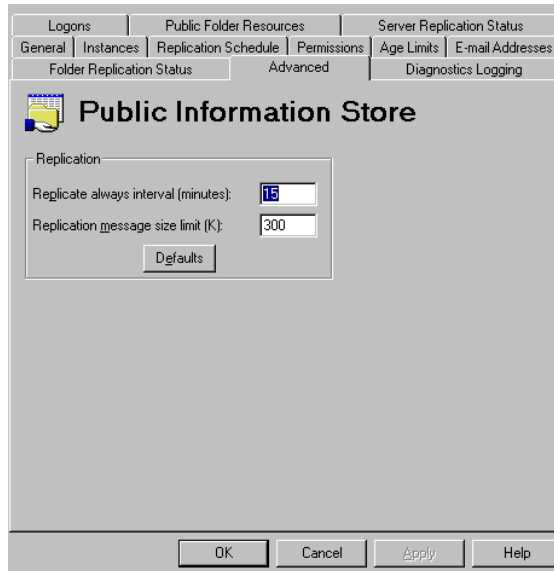 Logons Public Folder Resources Server Replication Status
General Instances Replication Schedule Permissions Age Limits E-mail Addresses
Folder Replication Status Advanced Diagnostics Logging
Public Information Store
Replication
Replicate always interval (minutes): 15
Replication message size limit (K): 300
Defaults
OK Cancel Apply Help